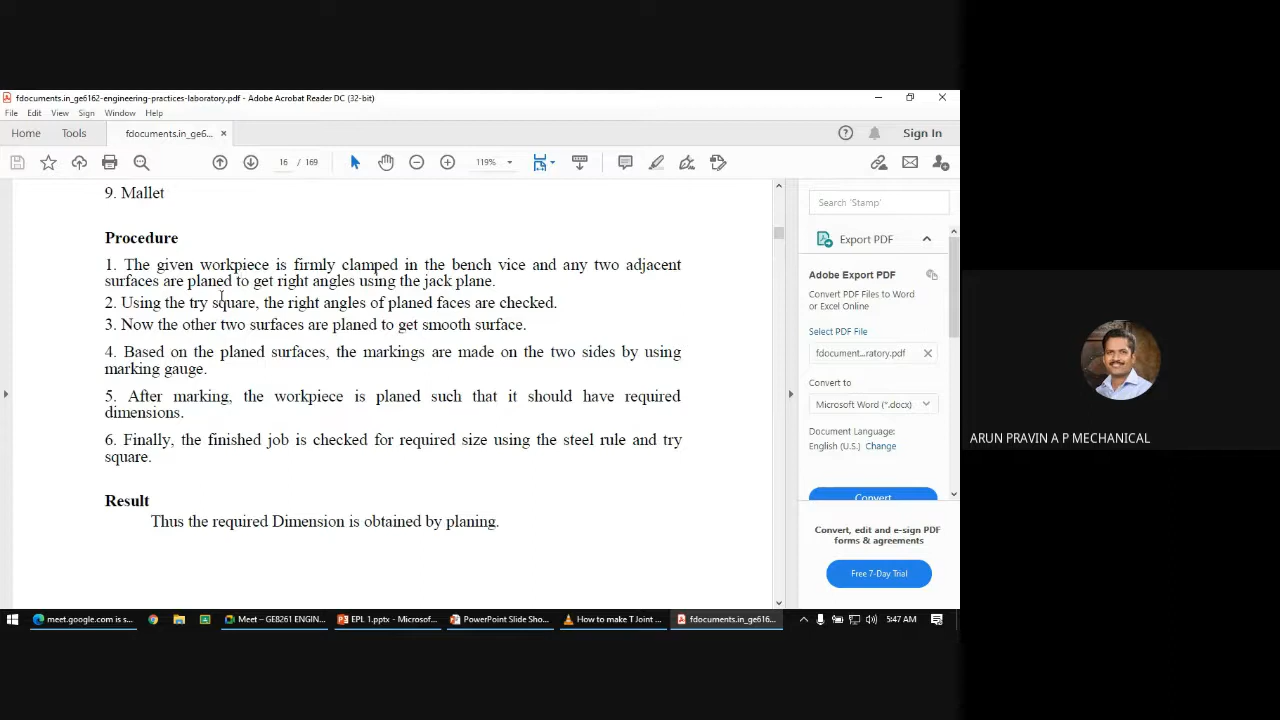 fdocuments.in_ge6162-engineering-practices-laboratory.pdf - Adobe Acrobat Reader DC (32-bit)
File Edit View Sign Window Help
Home Tools fdocuments.in_ge6... × Sign In
16 / 169 119%
9. Mallet
Procedure
1. The given workpiece is firmly clamped in the bench vice and any two adjacent
surfaces are planed to get right angles using the jack plane.
2. Using the try square, the right angles of planed faces are checked.
3. Now the other two surfaces are planed to get smooth surface.
4. Based on the planed surfaces, the markings are made on the two sides by using
marking gauge.
5. After marking, the workpiece is planed such that it should have required
dimensions.
6. Finally, the finished job is checked for required size using the steel rule and try
square.
Result
Thus the required Dimension is obtained by planing.
Search 'Stamp'
Export PDF
Adobe Export PDF
Convert PDF Files to Word
or Excel Online
Select PDF File
fdocument...ratory.pdf
Convert to
Microsoft Word (*.docx)
Document Language:
English (U.S.) Change
Convert
Convert, edit and e-sign PDF
forms & agreements
Free 7-Day Trial
ARUN PRAVIN A P MECHANICAL
meet.google.com is s... Meet – GE8261 ENGIN... EPL 1.pptx - Microsof... PowerPoint Slide Sho... How to make T Joint ... fdocuments.in_ge616... 5:47 AM